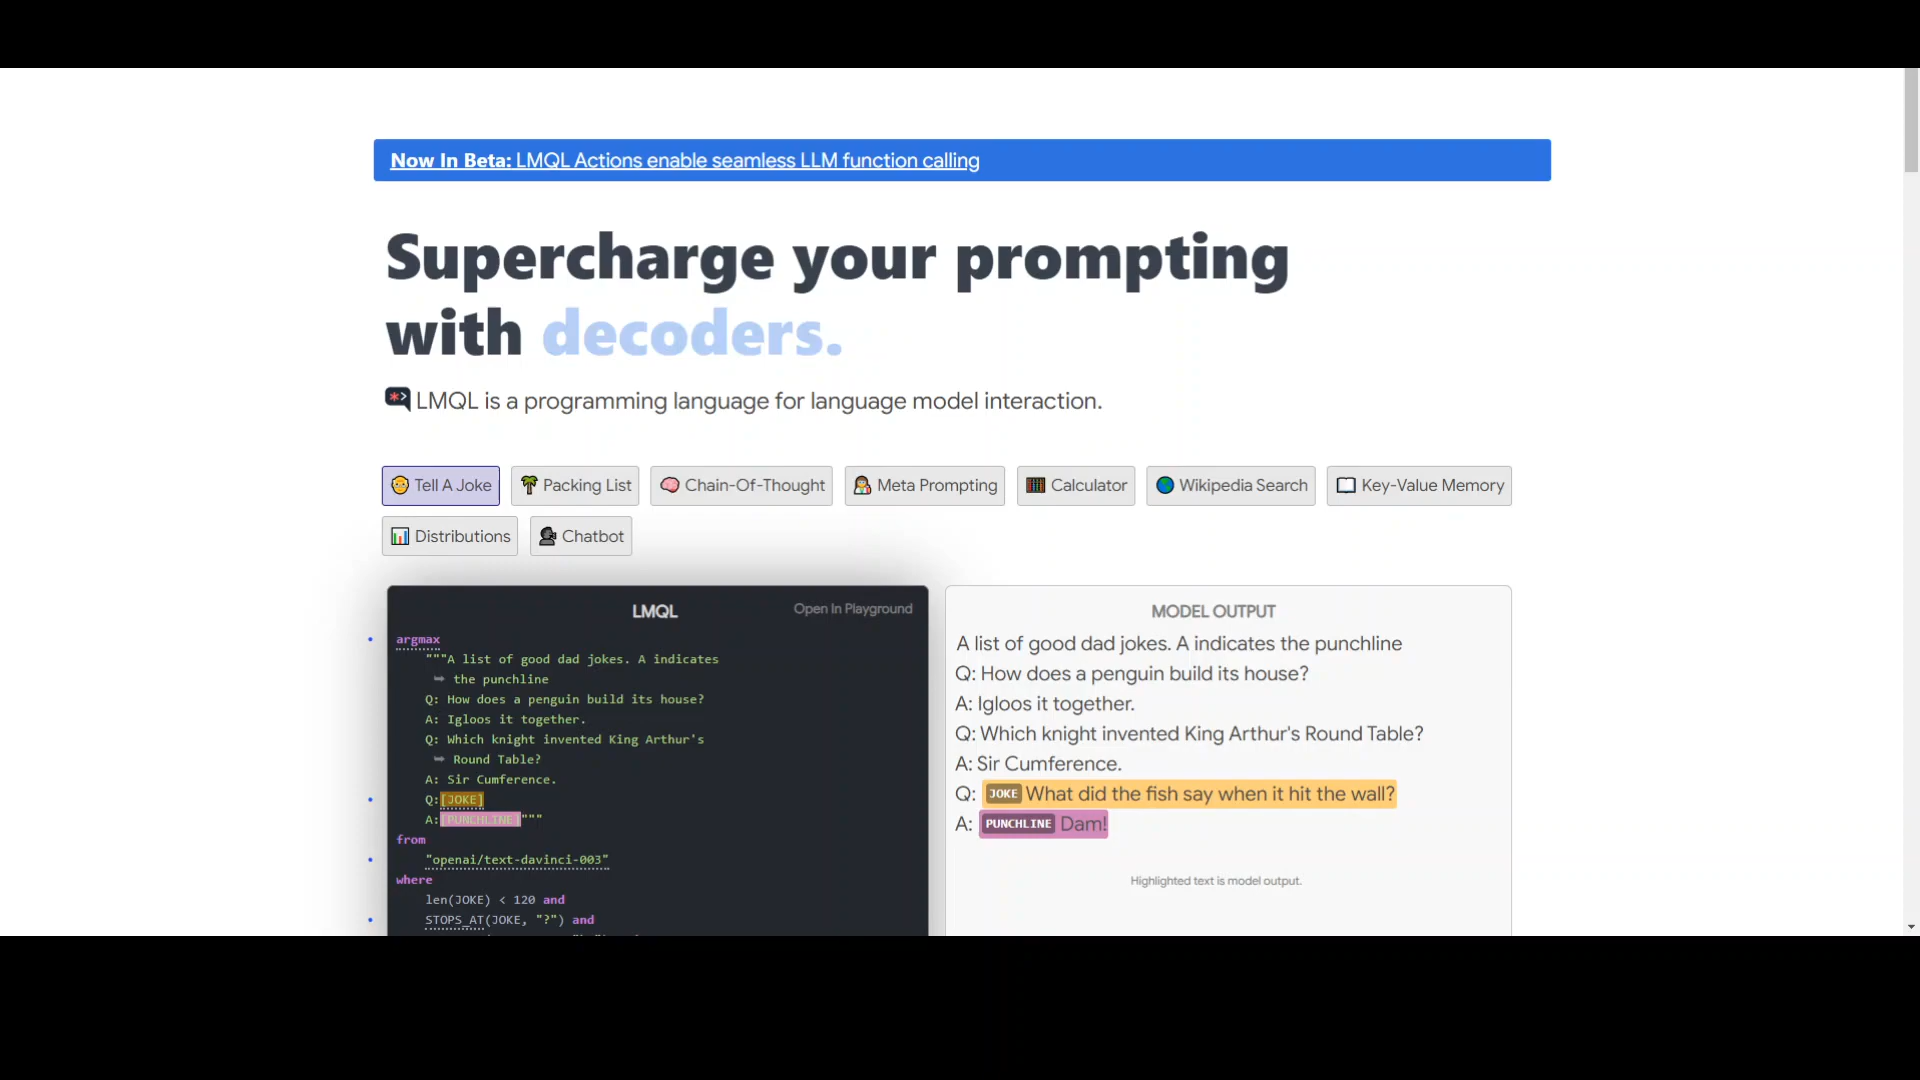 Now In Beta: LMQL Actions enable seamless LLM function calling
Supercharge your prompting
with decoders.
LMQL is a programming language for language model interaction.
Tell A Joke
Packing List
Chain-Of-Thought
Meta Prompting
Calculator
Wikipedia Search
Key-Value Memory
Distributions
Chatbot
LMQL
Open In Playground
argmax
"""A list of good dad jokes. A indicates
the punchline
Q: How does a penguin build its house?
A: Igloos it together.
Q: Which knight invented King Arthur's
Round Table?
A: Sir Cumference.
Q:[JOKE]
A:[PUNCHLINE]"""
from
"openai/text-davinci-003"
where
len(JOKE) < 120 and
STOPS_AT(JOKE, "?") and
MODEL OUTPUT
A list of good dad jokes. A indicates the punchline
Q: How does a penguin build its house?
A: Igloos it together.
Q: Which knight invented King Arthur's Round Table?
A: Sir Cumference.
Q: JOKE What did the fish say when it hit the wall?
A: PUNCHLINE Dam!
Highlighted text is model output.